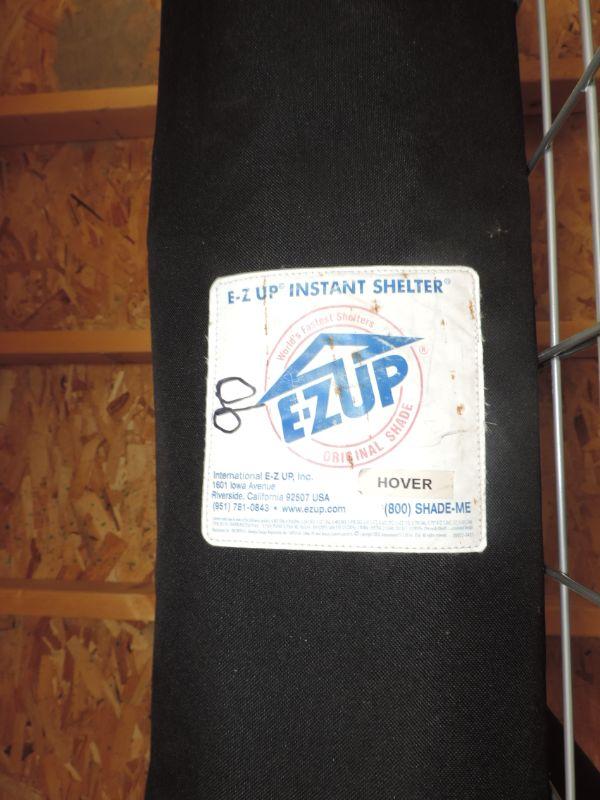 E-Z UP® INSTANT SHELTER®
World's Fastest Shelters
E-Z UP ®
ORIGINAL SHADE
International E-Z UP, Inc.
1601 Iowa Avenue
Riverside, California 92507 USA
(951) 781-0843 • www.ezup.com
HOVER
(800) SHADE-ME